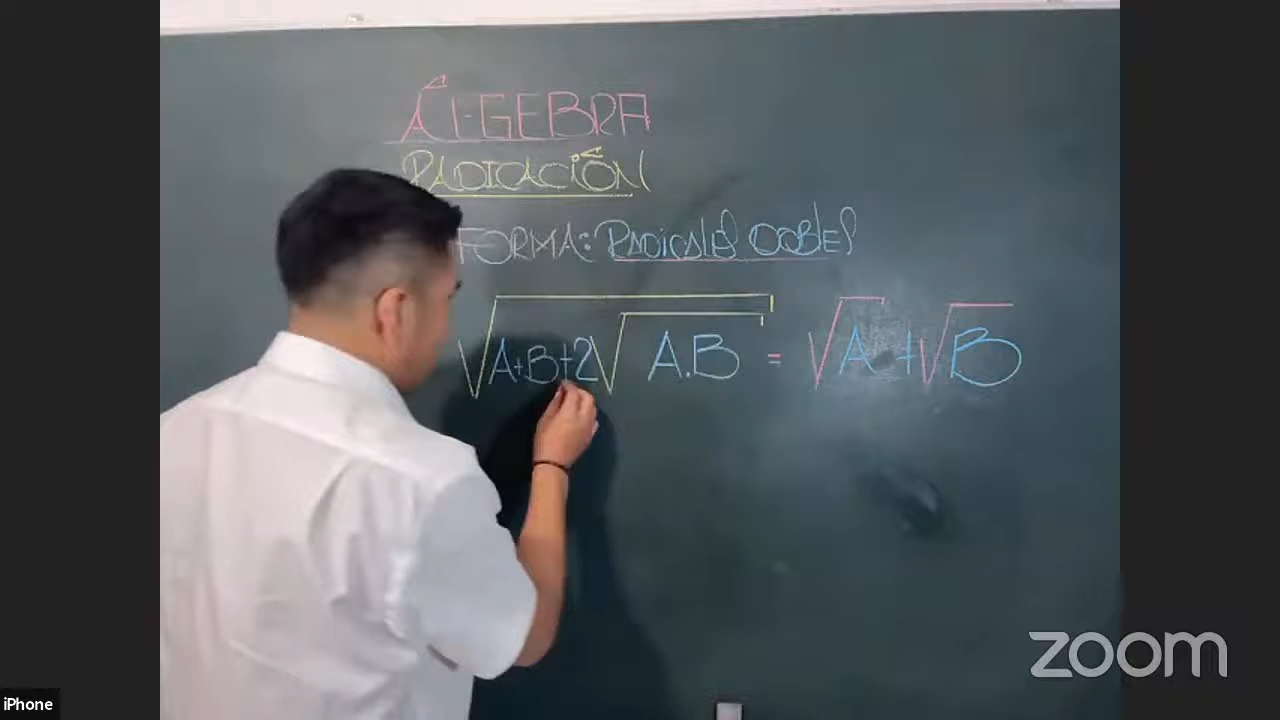 ÁLGEBRA
RADICACIÓN
FORMA: RADICALES DOBLES
√A+B+2√A.B = √A + √B
zoom
iPhone